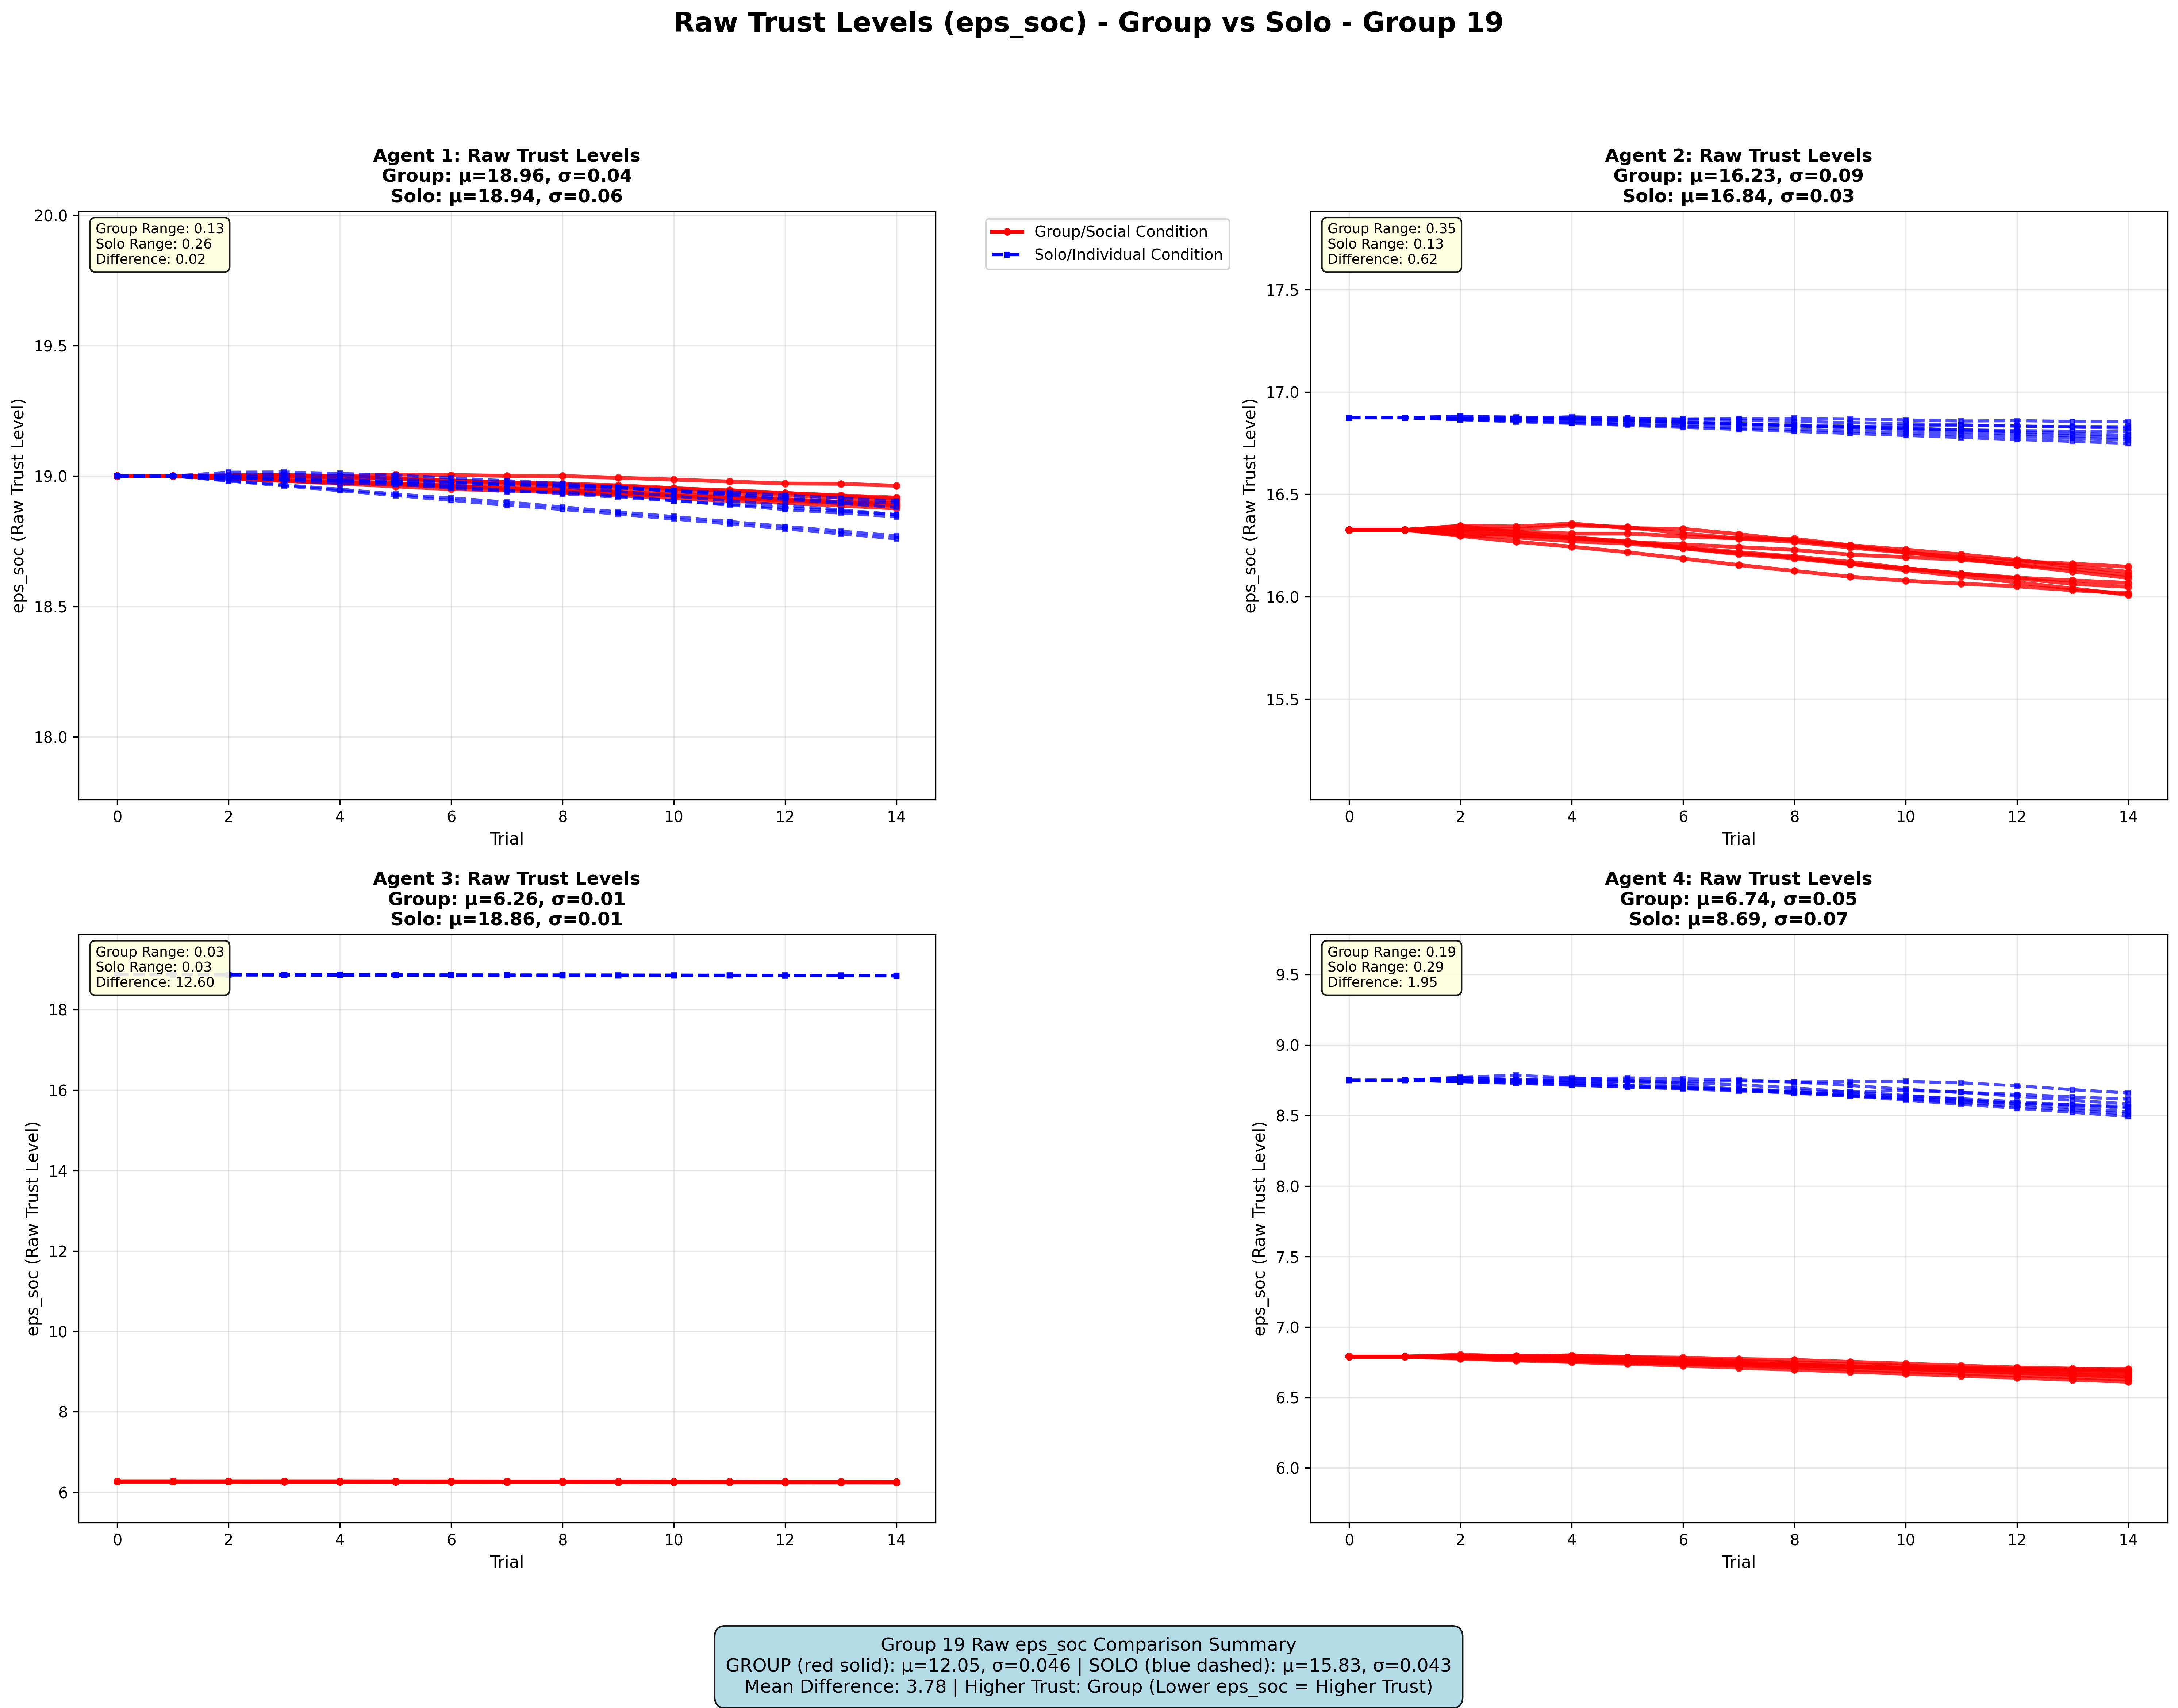 Raw Trust Levels (eps_soc) - Group vs Solo - Group 19
Agent 1: Raw Trust Levels
Group: μ=18.96, σ=0.04
Solo: μ=18.94, σ=0.06
Group Range: 0.13
Solo Range: 0.26
Difference: 0.02
20.0
19.5
19.0
18.5
18.0
eps_soc (Raw Trust Level)
0 2 4 6 8 10 12 14
Trial
Group/Social Condition
Solo/Individual Condition
Agent 2: Raw Trust Levels
Group: μ=16.23, σ=0.09
Solo: μ=16.84, σ=0.03
Group Range: 0.35
Solo Range: 0.13
Difference: 0.62
17.5
17.0
16.5
16.0
15.5
eps_soc (Raw Trust Level)
0 2 4 6 8 10 12 14
Trial
Agent 3: Raw Trust Levels
Group: μ=6.26, σ=0.01
Solo: μ=18.86, σ=0.01
Group Range: 0.03
Solo Range: 0.03
Difference: 12.60
18
16
14
12
10
8
6
eps_soc (Raw Trust Level)
0 2 4 6 8 10 12 14
Trial
Agent 4: Raw Trust Levels
Group: μ=6.74, σ=0.05
Solo: μ=8.69, σ=0.07
Group Range: 0.19
Solo Range: 0.29
Difference: 1.95
9.5
9.0
8.5
8.0
7.5
7.0
6.5
6.0
eps_soc (Raw Trust Level)
0 2 4 6 8 10 12 14
Trial
Group 19 Raw eps_soc Comparison Summary
GROUP (red solid): μ=12.05, σ=0.046 | SOLO (blue dashed): μ=15.83, σ=0.043
Mean Difference: 3.78 | Higher Trust: Group (Lower eps_soc = Higher Trust)